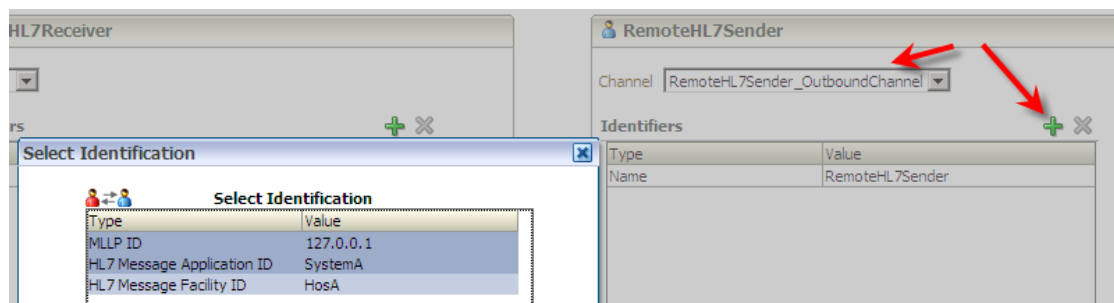 HL7Receiver
RemoteHL7Sender
Channel RemoteHL7Sender_OutboundChannel
rs
Identifiers
Select Identification
Type Value
Name RemoteHL7Sender
Select Identification
Type Value
MLLP ID 127.0.0.1
HL7 Message Application ID SystemA
HL7 Message Facility ID HosA